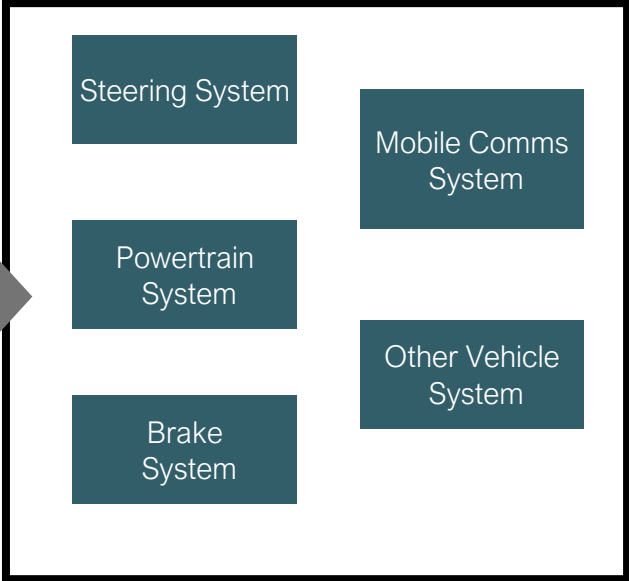 Steering System
Powertrain
System
Brake
System
Mobile Comms
System
Other Vehicle
System